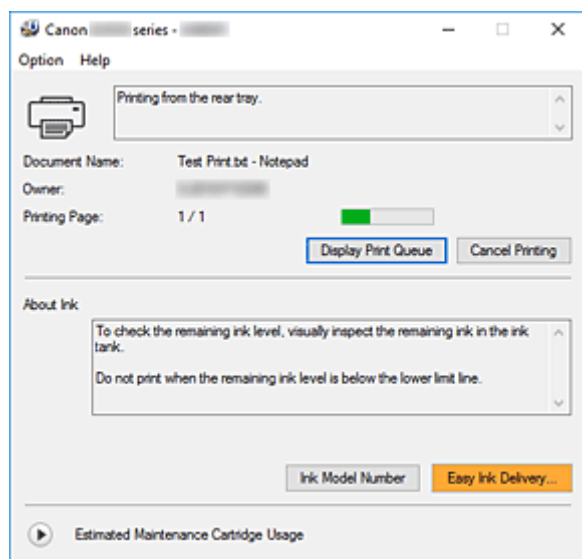 Canon series -
Option Help
Printing from the rear tray.
Document Name: Test Print.txt - Notepad
Owner:
Printing Page: 1 / 1
Display Print Queue Cancel Printing
About Ink
To check the remaining ink level, visually inspect the remaining ink in the ink
tank.
Do not print when the remaining ink level is below the lower limit line.
Ink Model Number Easy Ink Delivery...
Estimated Maintenance Cartridge Usage